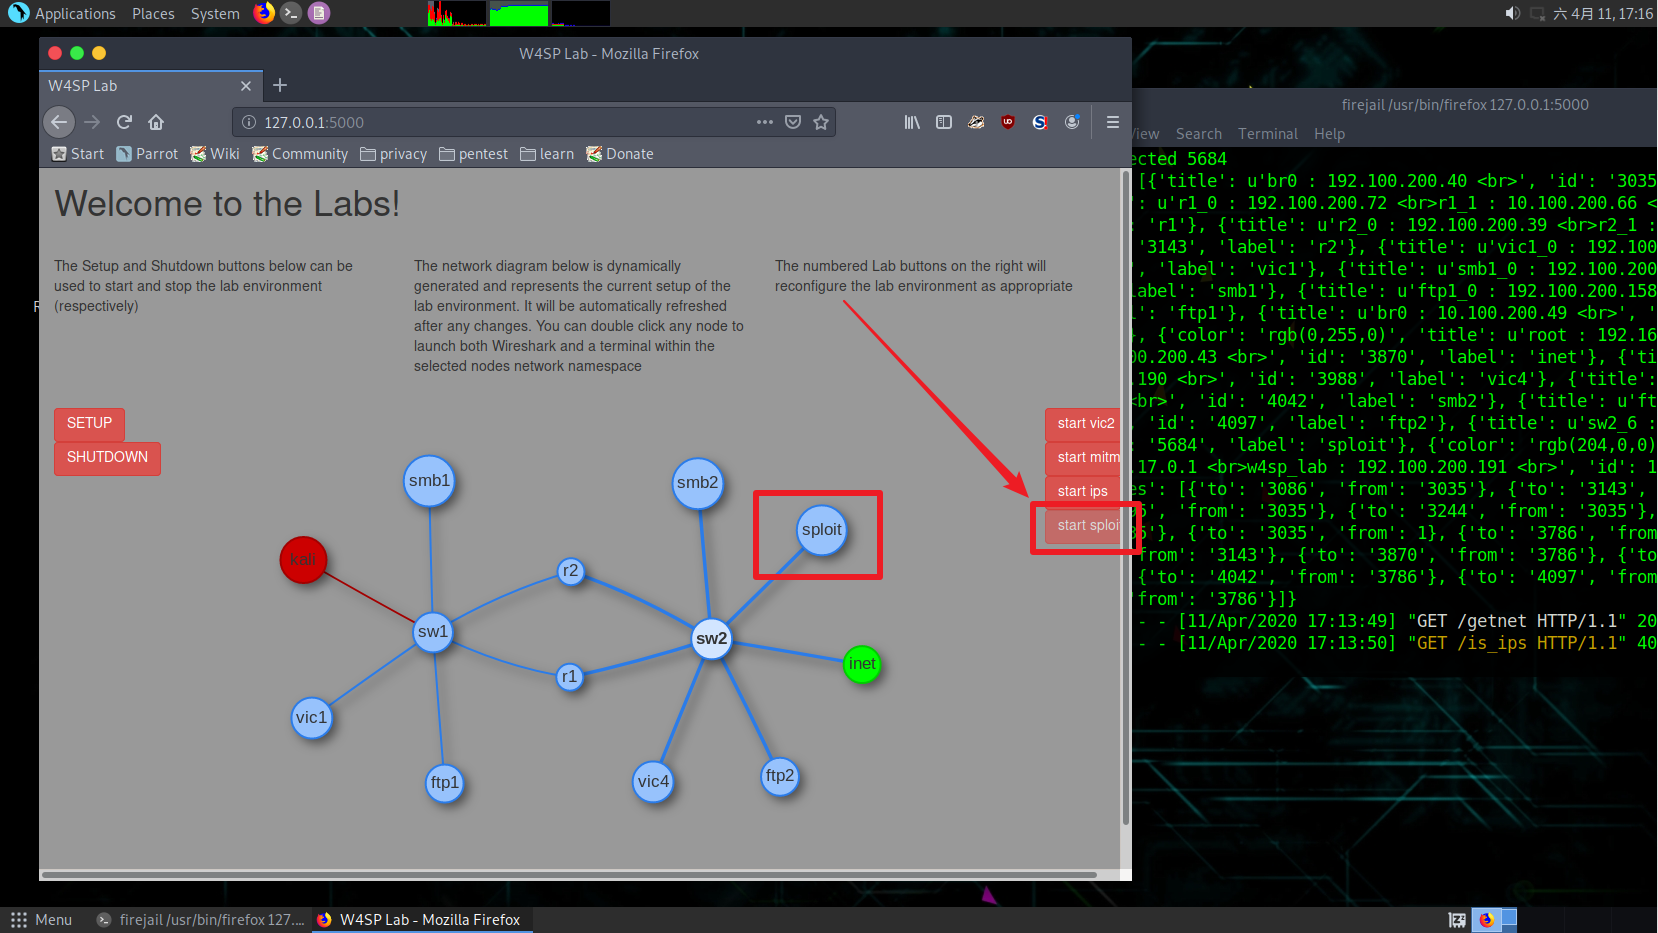 Applications Places System
六 4月 11, 17:16
W4SP Lab - Mozilla Firefox
W4SP Lab
127.0.0.1:5000
Start Parrot Wiki Community privacy pentest learn Donate
Welcome to the Labs!
The Setup and Shutdown buttons below can be
used to start and stop the lab environment
(respectively)
The network diagram below is dynamically
generated and represents the current setup of the
lab environment. It will be automatically refreshed
after any changes. You can double click any node to
launch both Wireshark and a terminal within the
selected nodes network namespace
The numbered Lab buttons on the right will
reconfigure the lab environment as appropriate
SETUP
SHUTDOWN
start vic2
start mitm
start ips
start sploit
smb1
smb2
sploit
kali
r2
sw1
sw2
inet
r1
vic1
ftp1
vic4
ftp2
R
firejail /usr/bin/firefox 127.0.0.1:5000
View Search Terminal Help
ected 5684
[{'title': u'br0 : 192.100.200.40 <br>', 'id': '3035
': u'r1_0 : 192.100.200.72 <br>r1_1 : 10.100.200.66 <
'r1'}, {'title': u'r2_0 : 192.100.200.39 <br>r2_1 :
'3143', 'label': 'r2'}, {'title': u'vic1_0 : 192.100
', 'label': 'vic1'}, {'title': u'smb1_0 : 192.100.200
label': 'smb1'}, {'title': u'ftp1_0 : 192.100.200.158
': 'ftp1'}, {'title': u'br0 : 10.100.200.49 <br>', '
}, {'color': 'rgb(0,255,0)', 'title': u'root : 192.16
00.200.43 <br>', 'id': '3870', 'label': 'inet'}, {'ti
.190 <br>', 'id': '3988', 'label': 'vic4'}, {'title':
<br>', 'id': '4042', 'label': 'smb2'}, {'title': u'ft
'id': '4097', 'label': 'ftp2'}, {'title': u'sw2_6 :
'5684', 'label': 'sploit'}, {'color': 'rgb(204,0,0)
.17.0.1 <br>w4sp_lab : 192.100.200.191 <br>', 'id': 1
es': [{'to': '3086', 'from': '3035'}, {'to': '3143',
6', 'from': '3035'}, {'to': '3244', 'from': '3035'},
6'}, {'to': '3035', 'from': 1}, {'to': '3786', 'from
from': '3143'}, {'to': '3870', 'from': '3786'}, {'to
{'to': '4042', 'from': '3786'}, {'to': '4097', 'from
'from': '3786'}]}
- - [11/Apr/2020 17:13:49] "GET /getnet HTTP/1.1" 20
- - [11/Apr/2020 17:13:50] "GET /is_ips HTTP/1.1" 40
Menu firejail /usr/bin/firefox 127.... W4SP Lab - Mozilla Firefox